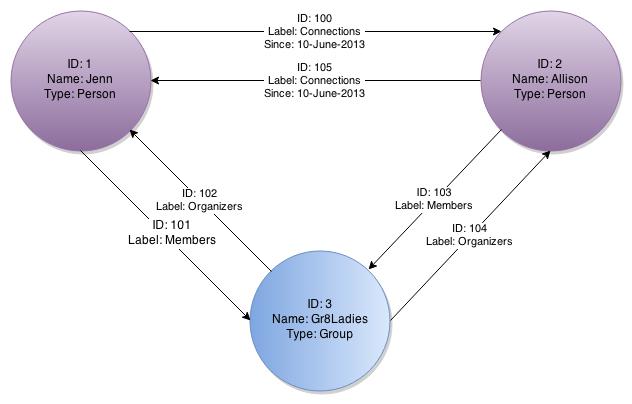 ID: 100
Label: Connections
Since: 10-June-2013
ID: 1
Name: Jenn
Type: Person
ID: 105
Label: Connections
Since: 10-June-2013
ID: 2
Name: Allison
Type: Person
ID: 102
Label: Organizers
ID: 101
Label: Members
ID: 103
Label: Members
ID: 104
Label: Organizers
ID: 3
Name: Gr8Ladies
Type: Group